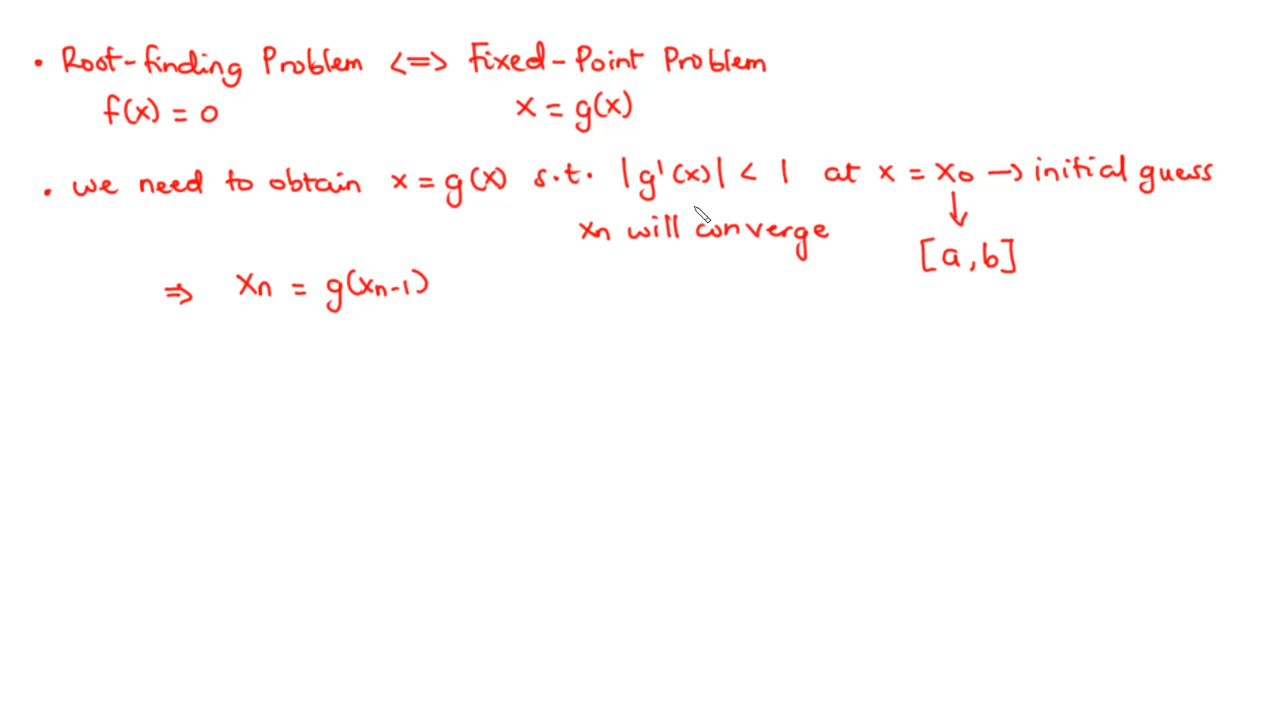 • Root-finding Problem <=> Fixed-Point Problem
f(x) = 0 x = g(x)
• we need to obtain x = g(x) s.t. |g'(x)| < 1 at x = x0 → initial guess
↓
xn will converge [a,b]
⇒ xn = g(xn-1)